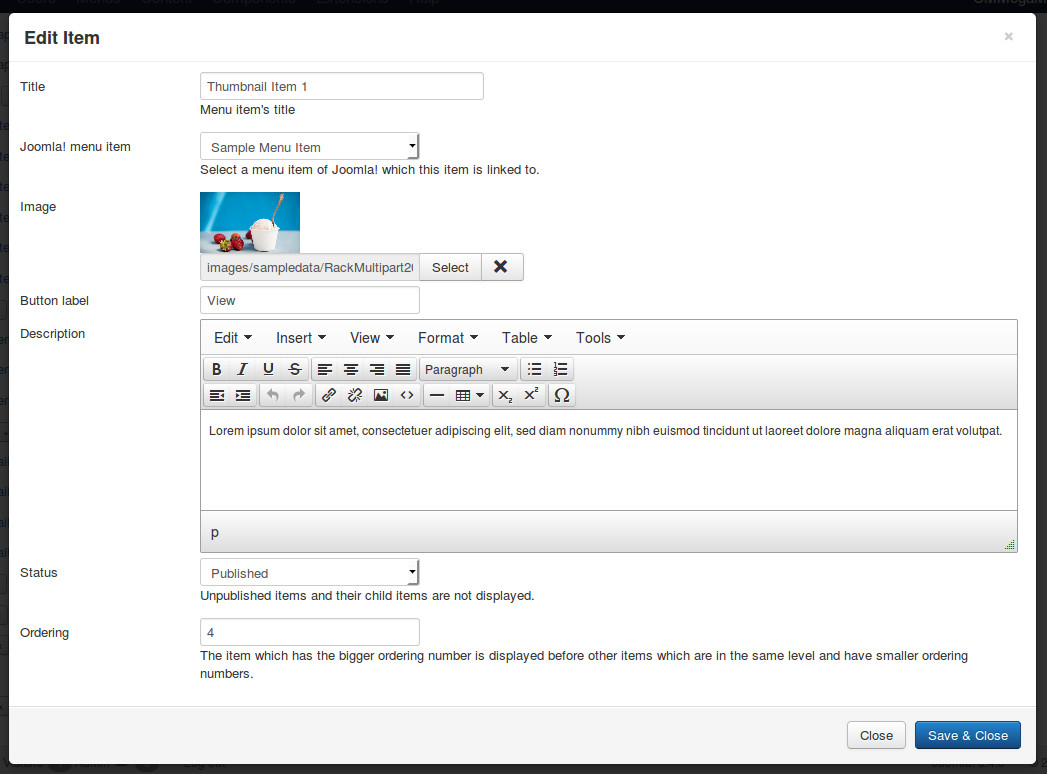 Edit Item
×
Title
Thumbnail Item 1
Menu item's title
Joomla! menu item
Sample Menu Item
Select a menu item of Joomla! which this item is linked to.
Image
images/sampledata/RackMultipart20
Select
Button label
View
Description
Edit Insert View Format Table Tools
B I U S Paragraph
Lorem ipsum dolor sit amet, consectetuer adipiscing elit, sed diam nonummy nibh euismod tincidunt ut laoreet dolore magna aliquam erat volutpat.
p
Status
Published
Unpublished items and their child items are not displayed.
Ordering
4
The item which has the bigger ordering number is displayed before other items which are in the same level and have smaller ordering
numbers.
Close Save & Close